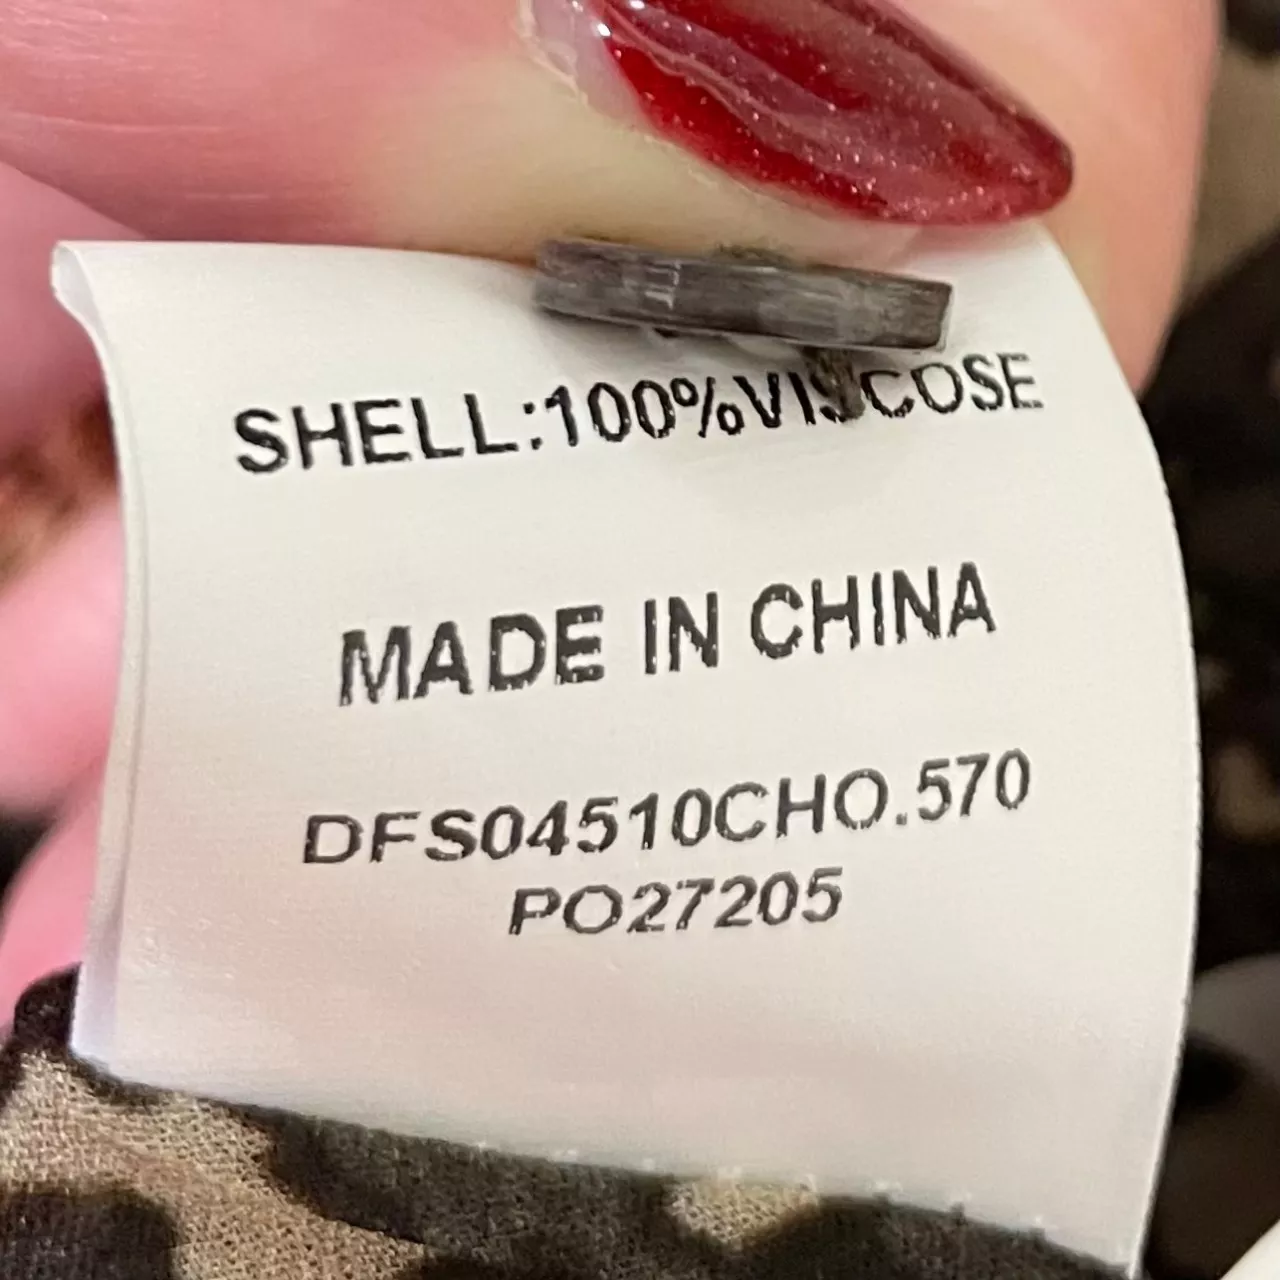 SHELL:100%VISCOSE
MADE IN CHINA
DFS04510CHO.570
PO27205